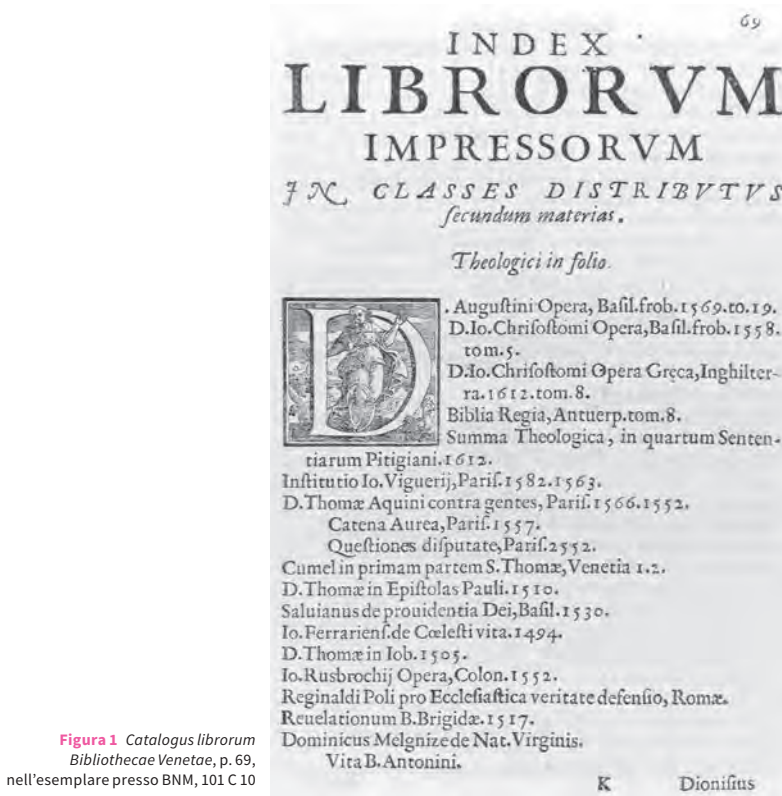 69
INDEX
LIBRORVM
IMPRESSORVM
IN CLASSES DISTRIBVTVS
ſecundum materias.
Theologici in folio.
D. Auguſtini Opera, Baſil.frob.1569.to.19.
D.Io.Chriſoſtomi Opera,Baſil.frob.1558.
tom.5.
D.Io.Chriſoſtomi Opera Gręca,Inghilter-
ra.1612.tom.8.
Biblia Regia,Antuerp.tom.8.
Summa Theologica, in quartum Senten-
tiarum Pitigiani.1612.
Inſtitutio Io.Viguerij,Pariſ.1582.1563.
D.Thomæ Aquini contra gentes, Pariſ.1566.1552.
Catena Aurea,Pariſ.1557.
Queſtiones diſputate,Pariſ.2552.
Cumel in primam partem S.Thomæ,Venetia 1.2.
D.Thomæ in Epiſtolas Pauli.1510.
Saluianus de prouidentia Dei,Baſil.1530.
Io.Ferrarienſ.de Cœleſti vita.1494.
D.Thomæ in Iob.1505.
Io.Rusbrochij Opera,Colon.1552.
Reginaldi Poli pro Eccleſiaſtica veritate defenſio, Romæ.
Reuelationum B.Brigidæ.1517.
Dominicus Melgnize de Nat.Virginis.
Vita B.Antonini.
K Dioniſius
Figura 1 Catalogus librorum
Bibliothecae Venetae, p. 69,
nell'esemplare presso BNM, 101 C 10